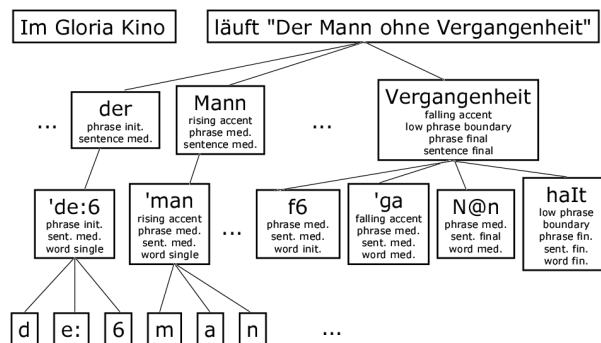 Im Gloria Kino
läuft "Der Mann ohne Vergangenheit"
...
der
phrase init.
sentence med.
Mann
rising accent
phrase med.
sentence med.
...
Vergangenheit
falling accent
low phrase boundary
phrase final
sentence final
'de:6
phrase init.
sent. med.
word single
'man
rising accent
phrase med.
sent. med.
word single
...
f6
phrase med.
sent. med.
word init.
'ga
falling accent
phrase med.
sent. med.
word med.
N@n
phrase med.
sent. final
word med.
haIt
low phrase
boundary
phrase fin.
sent. fin.
word fin.
d
e:
6
m
a
n
...